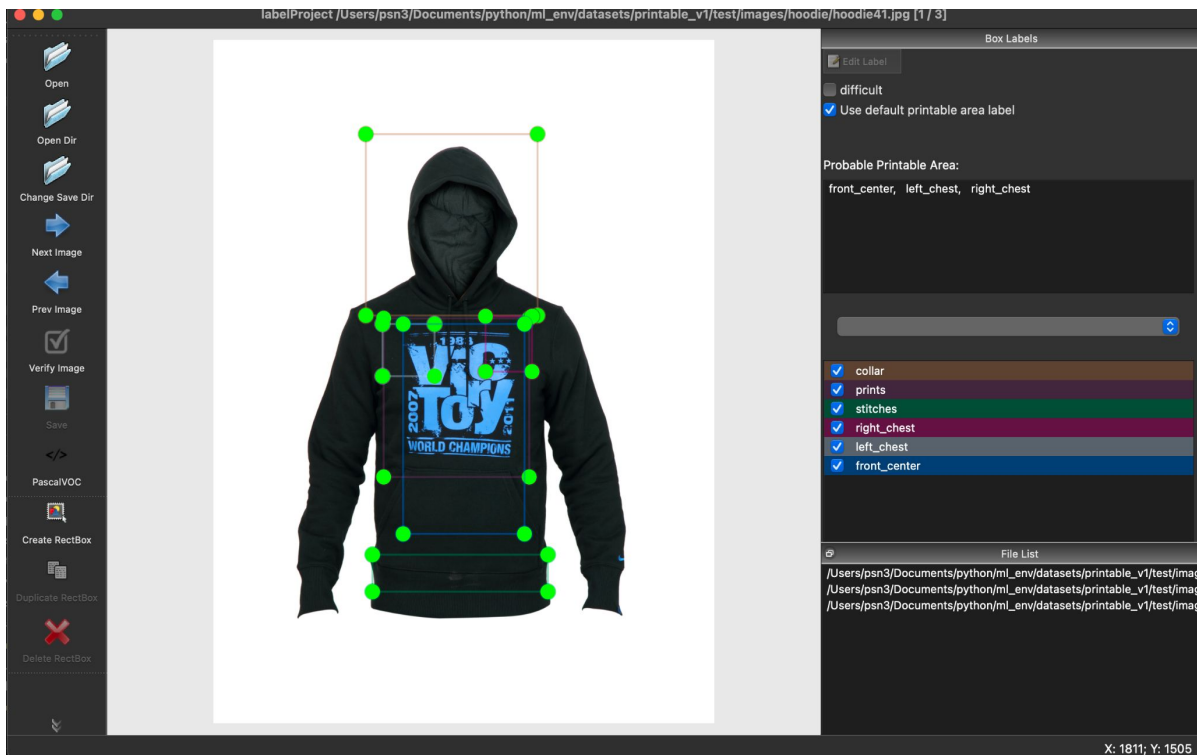 labelProject /Users/psn3/Documents/python/ml_env/datasets/printable_v1/test/images/hoodie/hoodie41.jpg [1 / 3]
Open
Open Dir
Change Save Dir
Next Image
Prev Image
Verify Image
Save
</>
PascalVOC
Create RectBox
Duplicate RectBox
Delete RectBox
1983
VicTory
2007
2011
WORLD CHAMPIONS
Box Labels
Edit Label
difficult
Use default printable area label
Probable Printable Area:
front_center, left_chest, right_chest
collar
prints
stitches
right_chest
left_chest
front_center
File List
/Users/psn3/Documents/python/ml_env/datasets/printable_v1/test/imag
/Users/psn3/Documents/python/ml_env/datasets/printable_v1/test/imag
/Users/psn3/Documents/python/ml_env/datasets/printable_v1/test/imag
X: 1811; Y: 1505